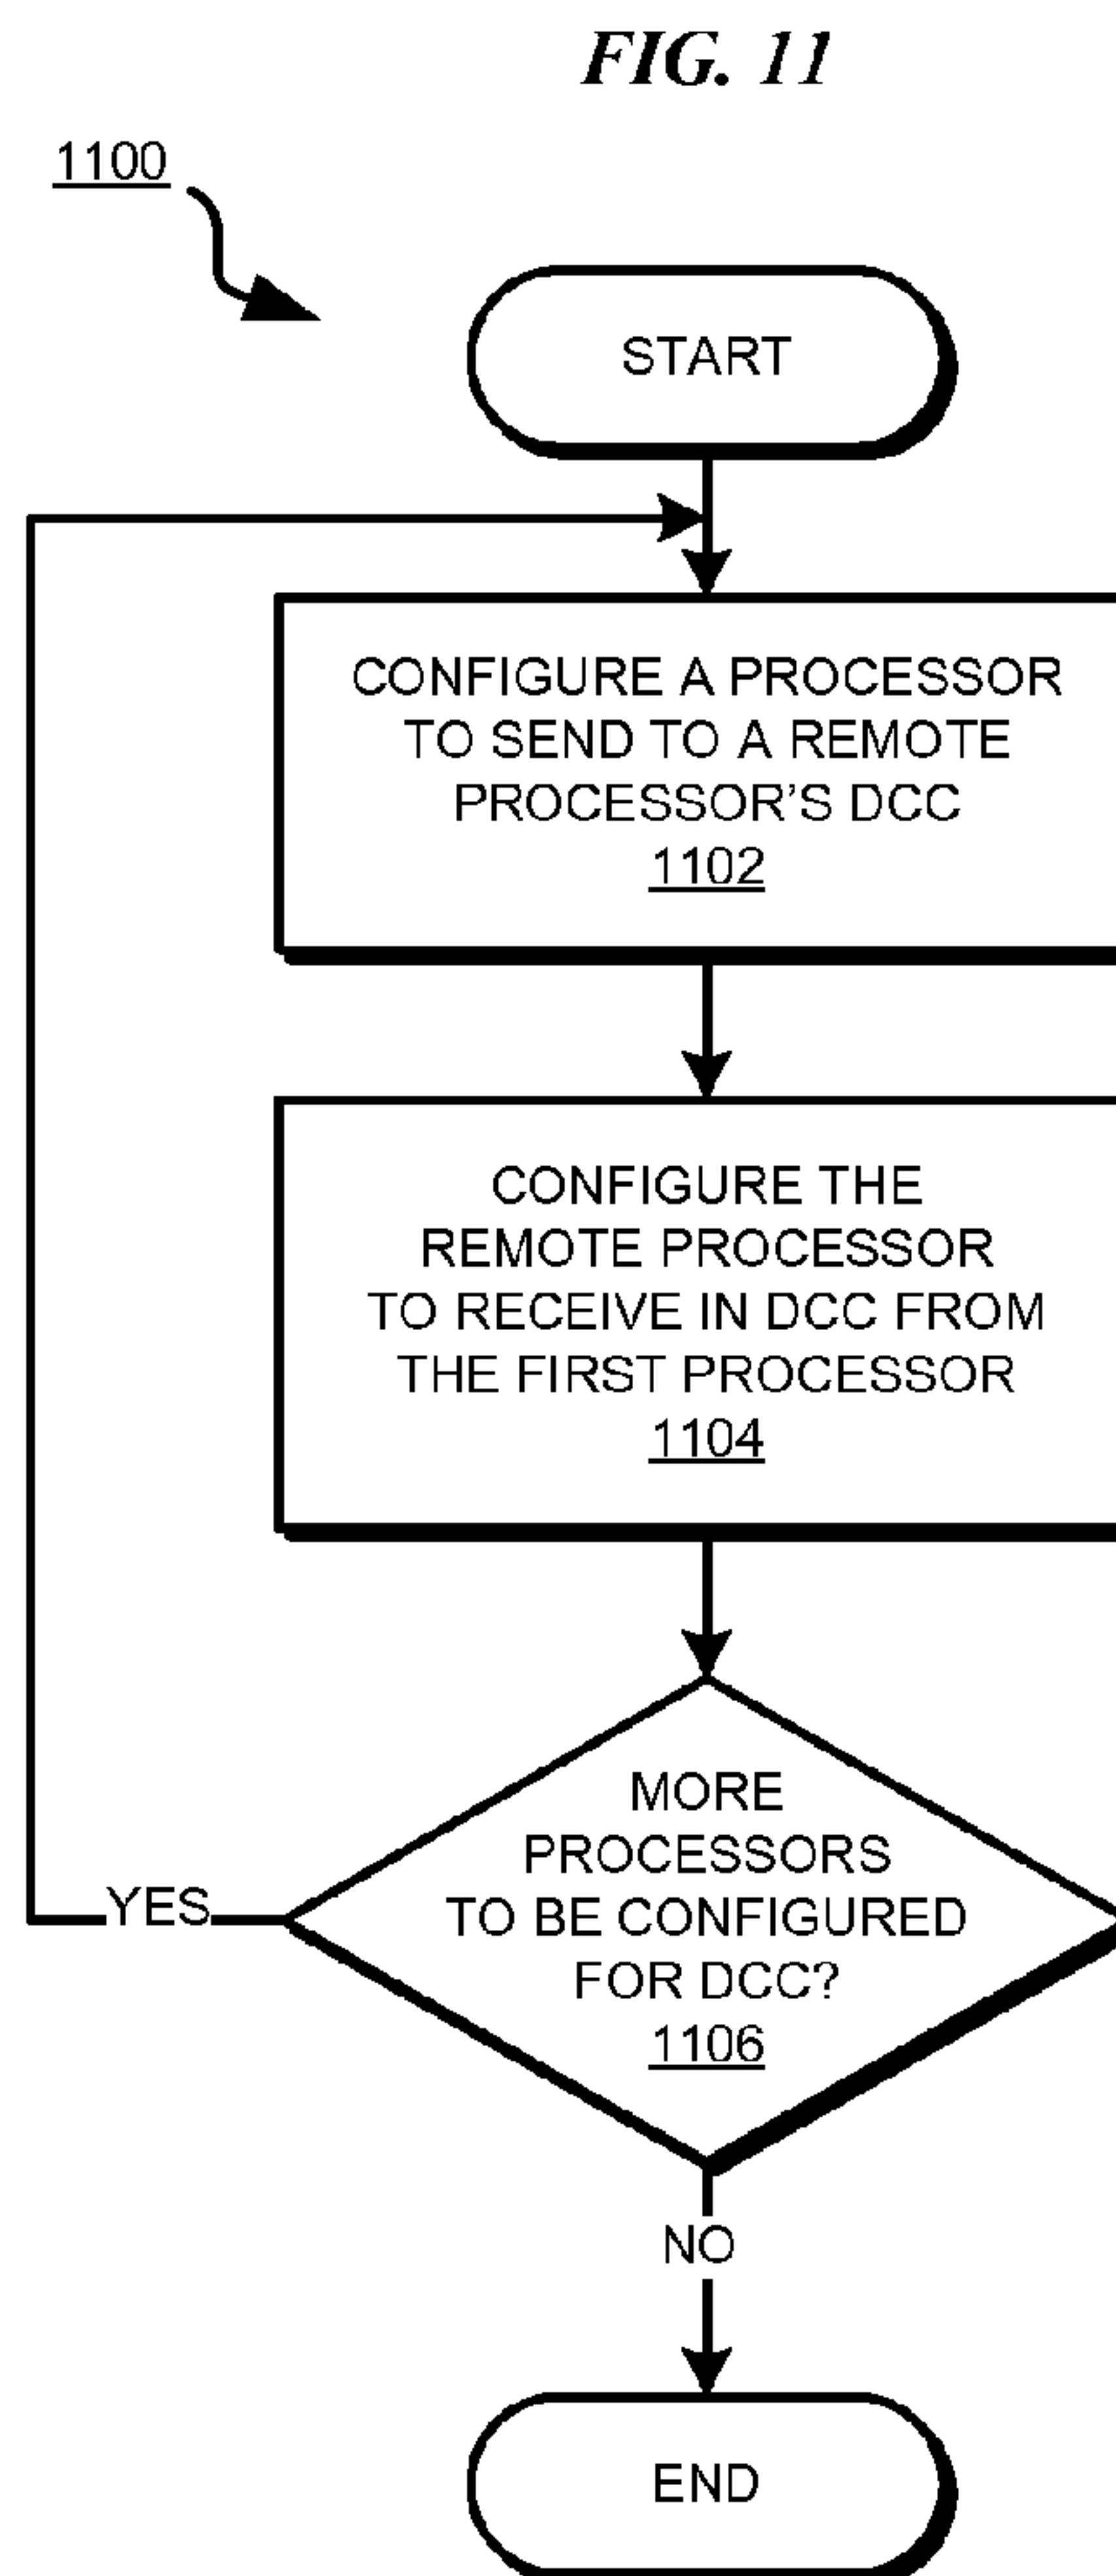 FIG. 11
1100
START
CONFIGURE A PROCESSOR
TO SEND TO A REMOTE
PROCESSOR’S DCC
1102
CONFIGURE THE
REMOTE PROCESSOR
TO RECEIVE IN DCC FROM
THE FIRST PROCESSOR
1104
MORE
PROCESSORS
TO BE CONFIGURED
FOR DCC?
1106
YES
NO
END